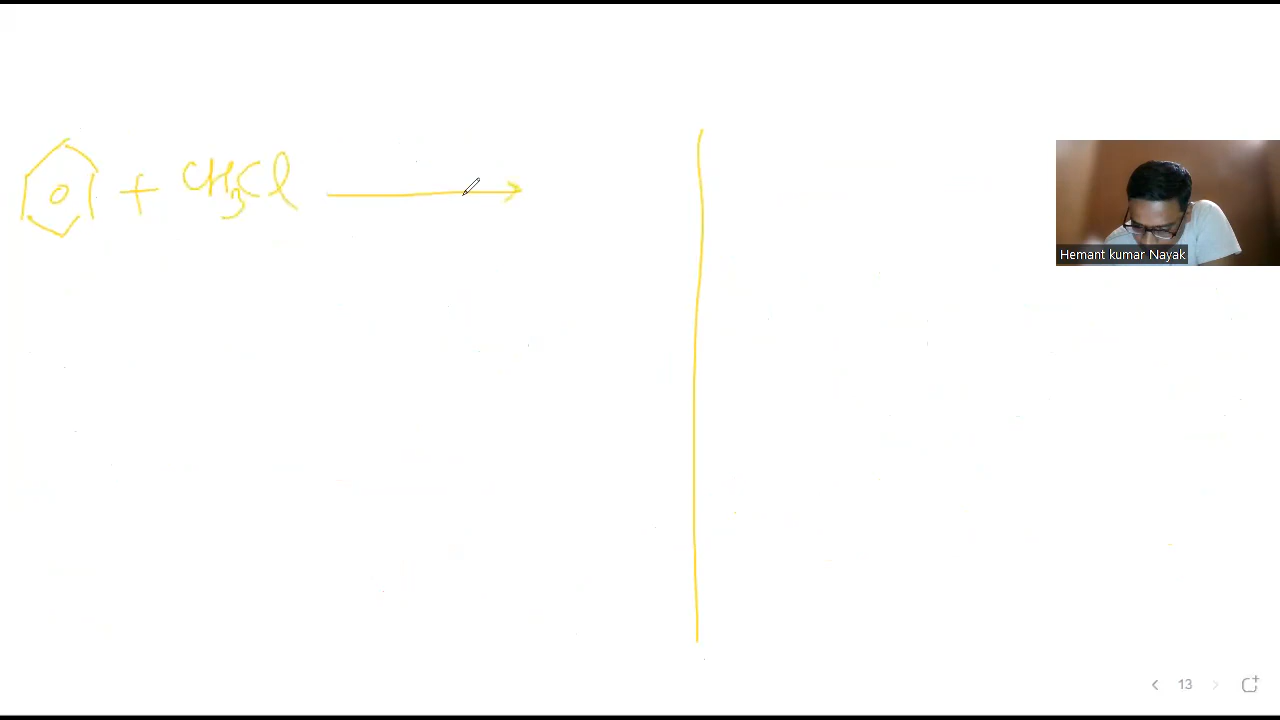 + CH3Cl ⟶
Hemant kumar Nayak
13